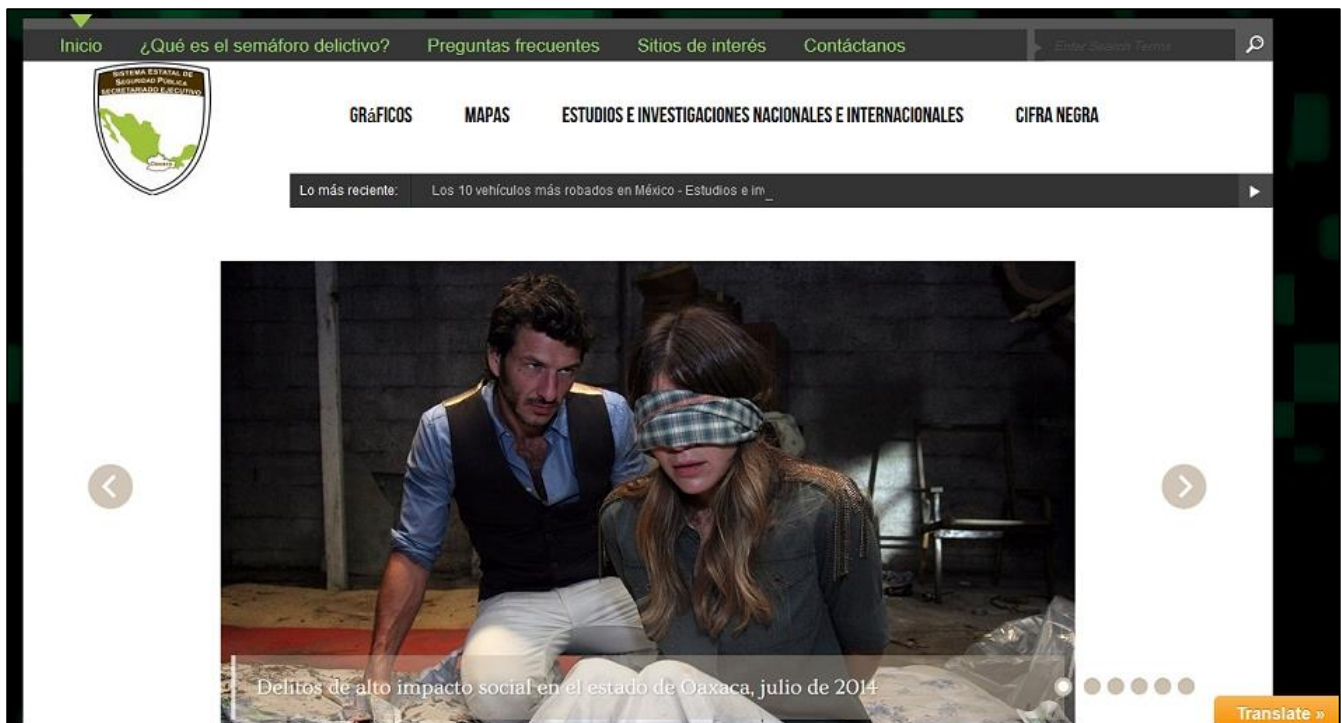 Inicio ¿Qué es el semáforo delictivo? Preguntas frecuentes Sitios de interés Contáctanos Enter Search Terms
SISTEMA ESTATAL DE
SEGURIDAD PÚBLICA
SECRETARIADO EJECUTIVO
Oaxaca
GRáFICOS MAPAS ESTUDIOS E INVESTIGACIONES NACIONALES E INTERNACIONALES CIFRA NEGRA
Lo más reciente: Los 10 vehículos más robados en México - Estudios e inv_
Delitos de alto impacto social en el estado de Oaxaca, julio de 2014
Translate »